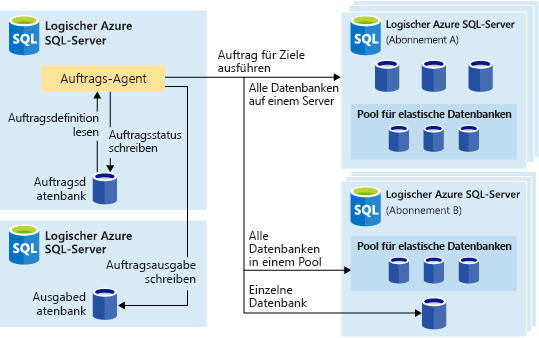 Logischer Azure
SQL-Server
SQL
Auftrags-Agent
Auftragsdefinition
lesen
Auftragsstatus
schreiben
Auftragsd
atenbank
Logischer Azure
SQL-Server
SQL
Auftragsausgabe
schreiben
Ausgabed
atenbank
Auftrag für Ziele
ausführen
Alle Datenbanken
auf einem Server
Alle
Datenbanken
in einem Pool
Einzelne
Datenbank
Logischer Azure SQL-Server
(Abonnement A)
SQL
Pool für elastische Datenbanken
Logischer Azure SQL-Server
(Abonnement B)
SQL
Pool für elastische Datenbanken